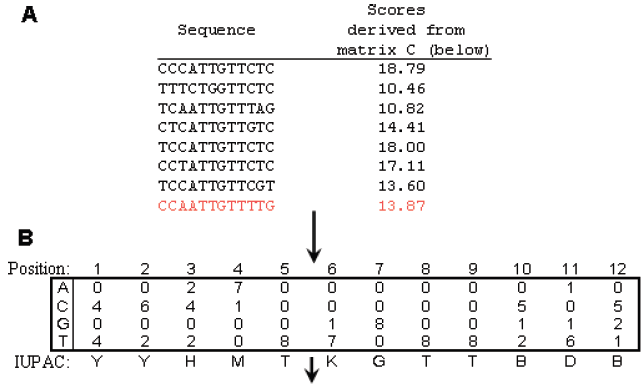 A
Sequence Scores derived from matrix C (below)
CCCATTGTTCTC 18.79
TTTCTGGTTCTC 10.46
TCAATTGTTTAG 10.82
CTCATTGTTGTC 14.41
TCCATTGTTCTC 18.00
CCTATTGTTCTC 17.11
TCCATTGTTCGT 13.60
CCAATTGTTTTG 13.87
B
Position: 1 2 3 4 5 6 7 8 9 10 11 12
A 0 0 2 7 0 0 0 0 0 0 1 0
C 4 6 4 1 0 0 0 0 0 5 0 5
G 0 0 0 0 0 1 8 0 0 1 1 2
T 4 2 2 0 8 7 0 8 8 2 6 1
IUPAC: Y Y H M T K G T T B D B